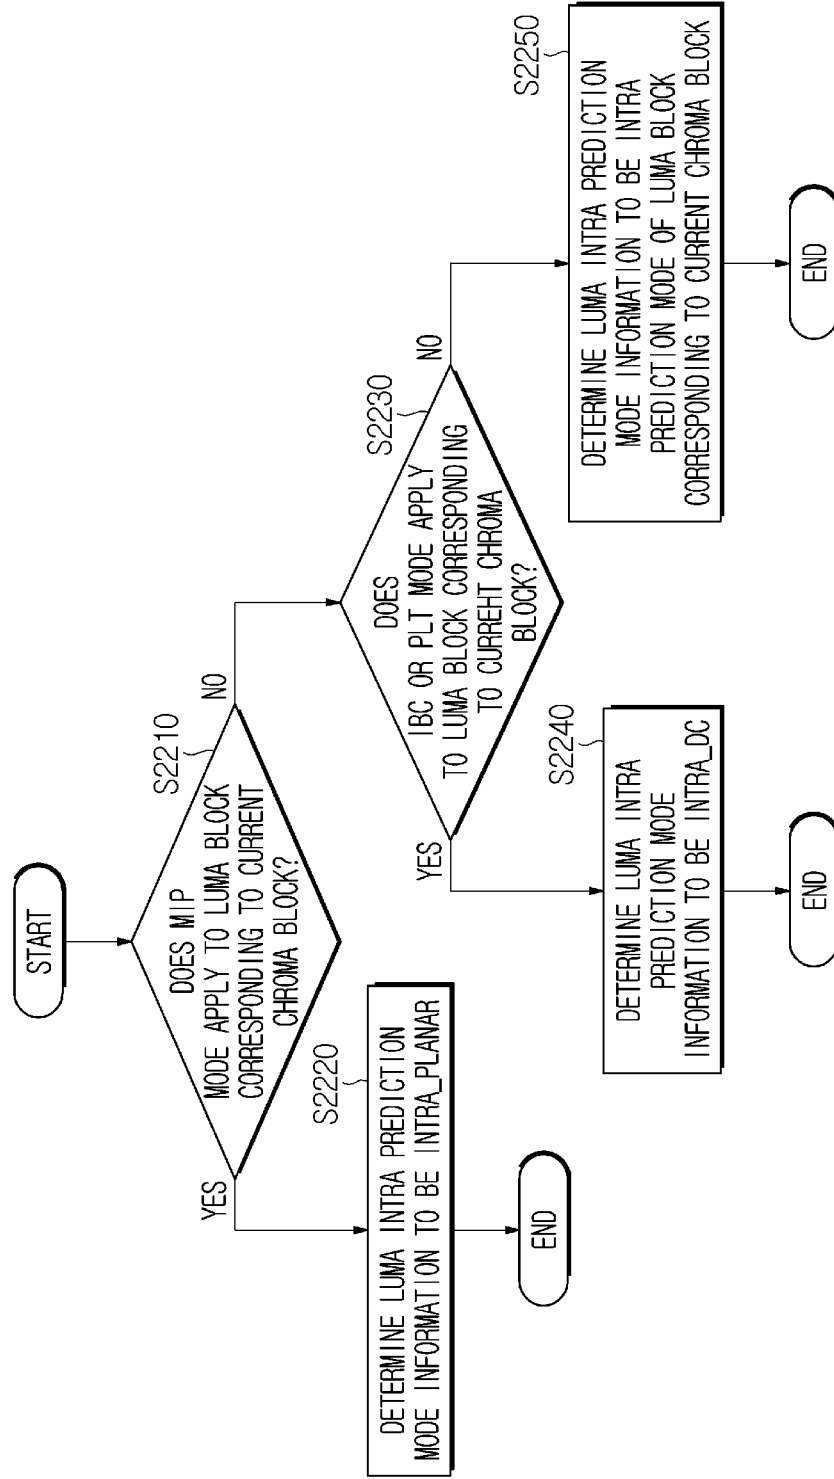 START
DOES MIP
MODE APPLY TO LUMA BLOCK
CORRESPONDING TO CURRENT
CHROMA BLOCK?
S2210
YES
NO
S2220
DETERMINE LUMA INTRA PREDICTION
MODE INFORMATION TO BE INTRA_PLANAR
END
DOES
IBC OR PLT MODE APPLY
TO LUMA BLOCK CORRESPONDING
TO CURREHT CHROMA
BLOCK?
S2230
YES
NO
S2240
DETERMINE LUMA INTRA
PREDICTION MODE
INFORMATION TO BE INTRA_DC
END
S2250
DETERMINE LUMA INTRA PREDICTION
MODE INFORMATION TO BE INTRA
PREDICTION MODE OF LUMA BLOCK
CORRESPONDING TO CURRENT CHROMA BLOCK
END